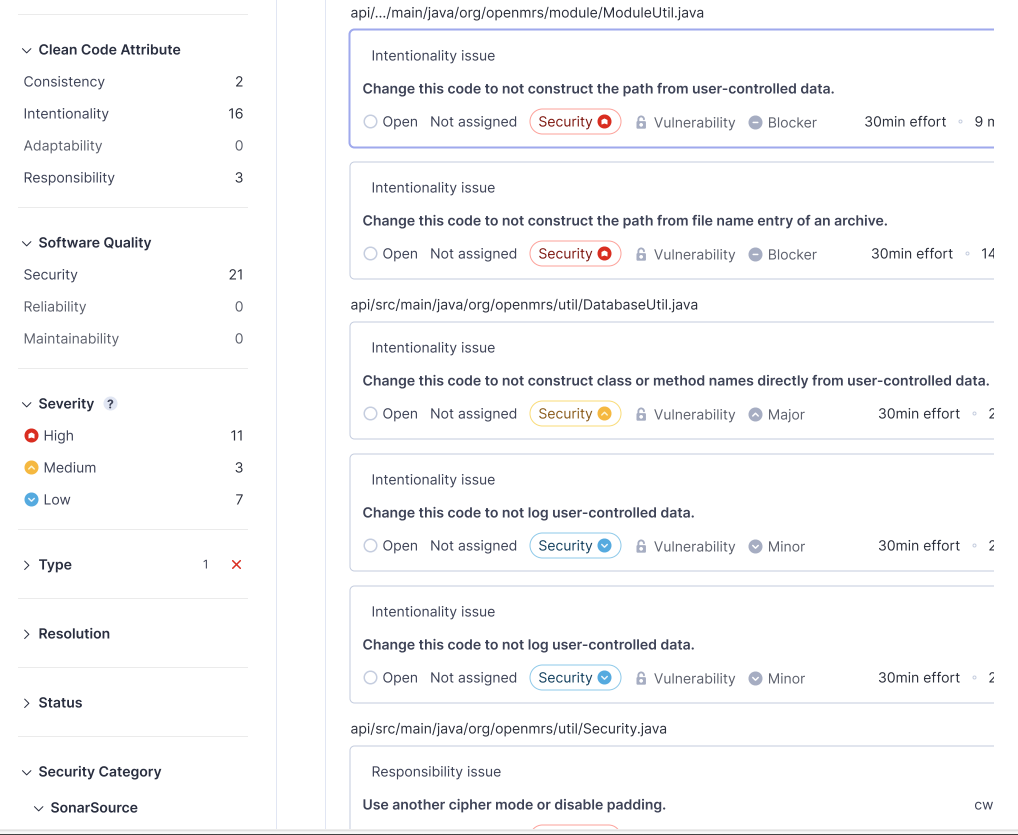 Clean Code Attribute
Consistency 2
Intentionality 16
Adaptability 0
Responsibility 3
Software Quality
Security 21
Reliability 0
Maintainability 0
Severity ?
High 11
Medium 3
Low 7
Type 1
Resolution
Status
Security Category
SonarSource
api/.../main/java/org/openmrs/module/ModuleUtil.java
Intentionality issue
Change this code to not construct the path from user-controlled data.
Open Not assigned Security Vulnerability Blocker 30min effort 9 m
Intentionality issue
Change this code to not construct the path from file name entry of an archive.
Open Not assigned Security Vulnerability Blocker 30min effort 14
api/src/main/java/org/openmrs/util/DatabaseUtil.java
Intentionality issue
Change this code to not construct class or method names directly from user-controlled data.
Open Not assigned Security Vulnerability Major 30min effort 2
Intentionality issue
Change this code to not log user-controlled data.
Open Not assigned Security Vulnerability Minor 30min effort 2
Intentionality issue
Change this code to not log user-controlled data.
Open Not assigned Security Vulnerability Minor 30min effort 2
api/src/main/java/org/openmrs/util/Security.java
Responsibility issue
Use another cipher mode or disable padding. cw